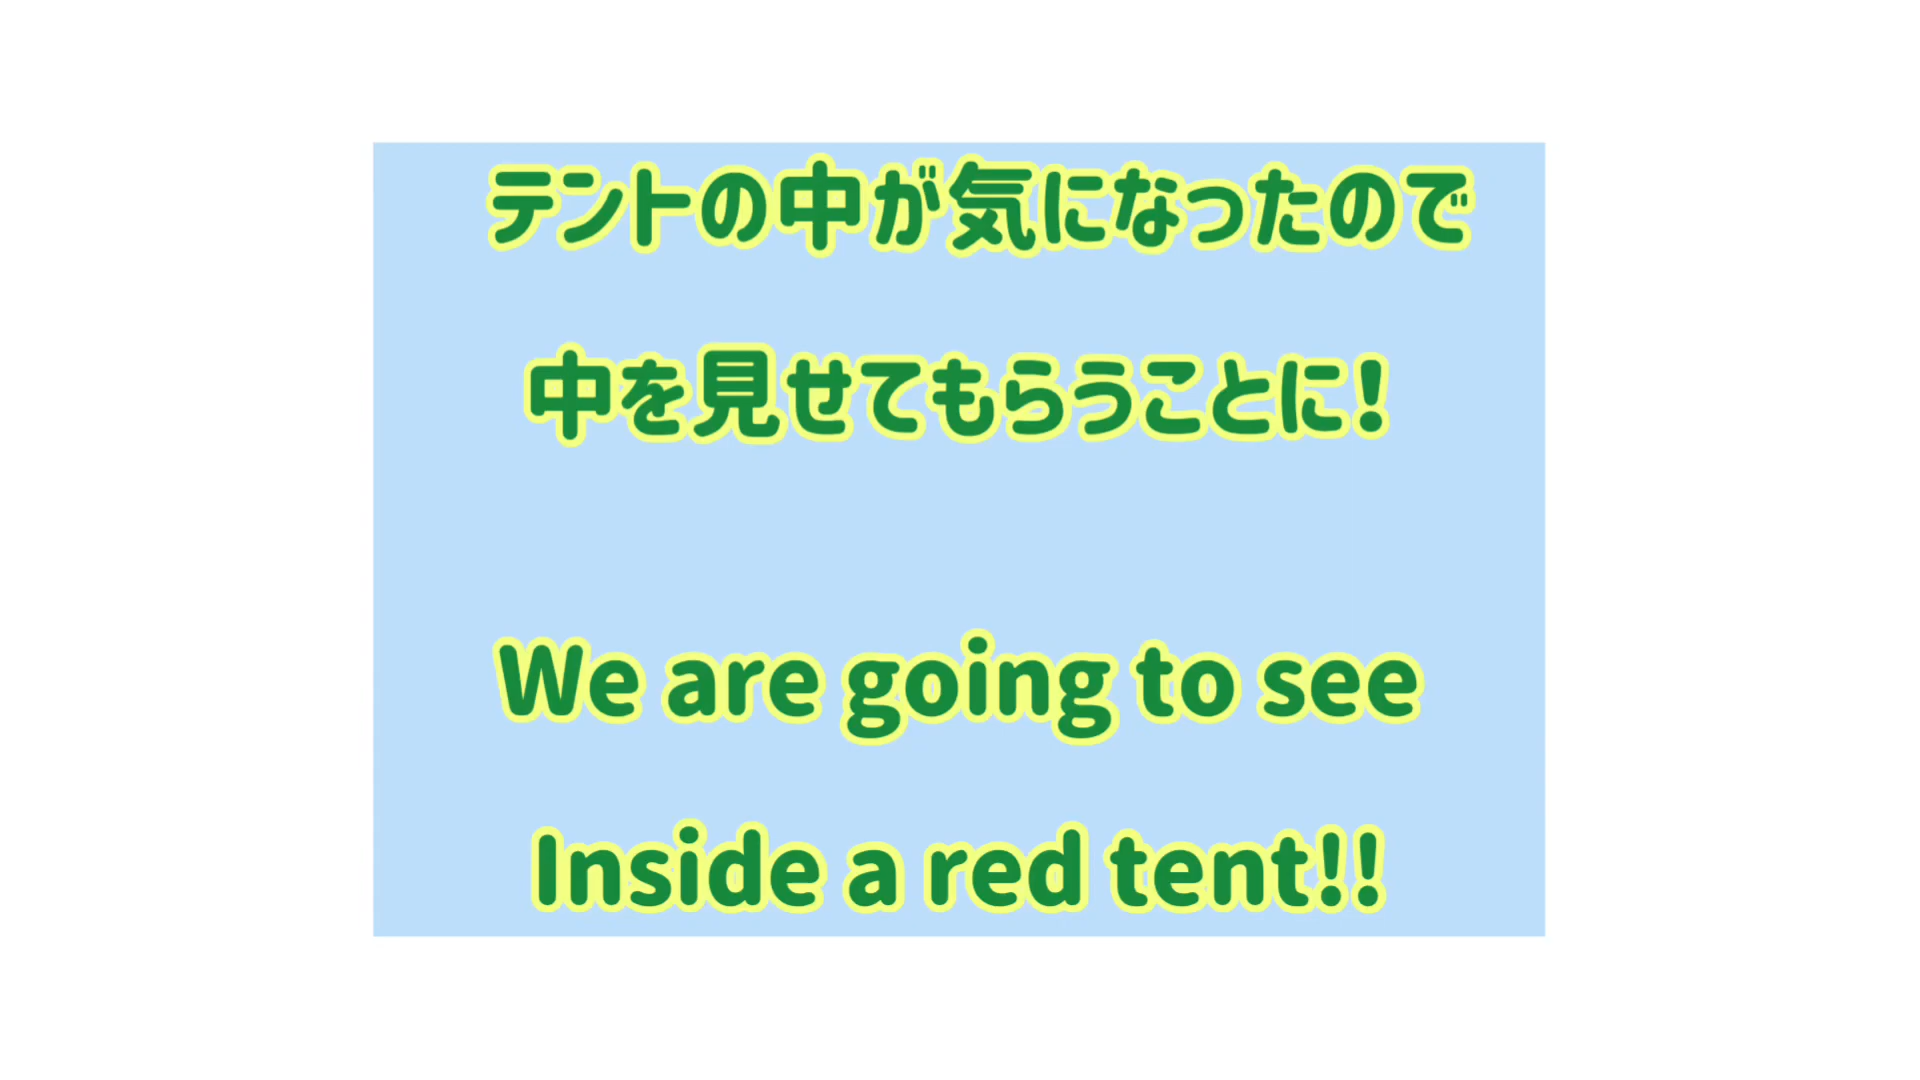 テントの中が気になったので
中を見せてもらうことに！
We are going to see
Inside a red tent!!